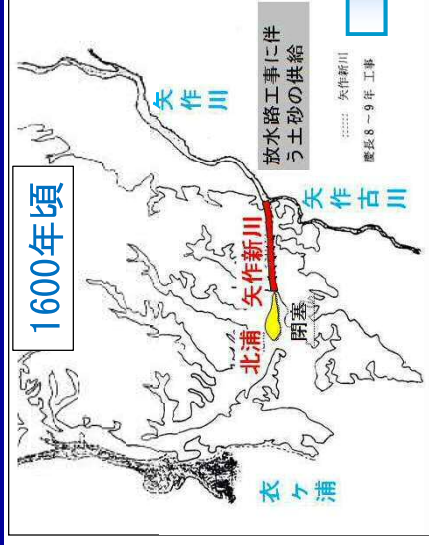 1600年頃
矢作川
放水路工事に伴
う土砂の供給
矢作新川
慶長8~9年 工事
矢作古川
矢作新川
北浦
閉塞
衣ケ浦